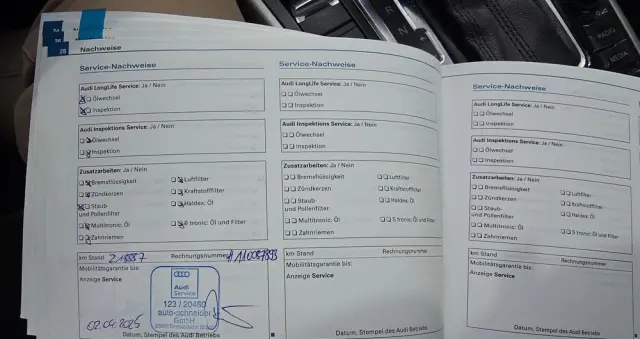 28
Nachweise
Service-Nachweise
Audi LongLife Service: Ja / Nein
Ölwechsel
Inspektion
Audi Inspektions Service: Ja / Nein
Ölwechsel
Inspektion
Zusatzarbeiten: Ja / Nein
Bremsflüssigkeit
Zündkerzen
Staub-
und Pollenfilter
Multitronic: Öl
Zahnriemen
Luftfilter
Kraftstofffilter
Haldex: Öl
S tronic: Öl und Filter
km Stand
Rechnungsnummer
Mobilitätsgarantie bis:
Anzeige Service
Audi
Service
123 / 20460
auto-schneider
GmbH
02.04.2025
Datum, Stempel des Audi Betriebs
Service-Nachweise
Audi LongLife Service: Ja / Nein
Ölwechsel
Inspektion
Audi Inspektions Service: Ja / Nein
Ölwechsel
Inspektion
Zusatzarbeiten: Ja / Nein
Bremsflüssigkeit
Zündkerzen
Staub-
und Pollenfilter
Multitronic: Öl
Zahnriemen
Luftfilter
Kraftstofffilter
Haldex: Öl
S tronic: Öl und Filter
km Stand
Rechnungsnummer
Mobilitätsgarantie bis:
Anzeige Service
Datum, Stempel des Audi Betriebs
Service-Nachweise
Audi LongLife Service: Ja / Nein
Ölwechsel
Inspektion
Audi Inspektions Service: Ja / Nein
Ölwechsel
Inspektion
Zusatzarbeiten: Ja / Nein
Bremsflüssigkeit
Zündkerzen
Staub-
und Pollenfilter
Multitronic: Öl
Zahnriemen
Luftfilter
Kraftstofffilter
Haldex: Öl
S tronic: Öl und Filter
km Stand
Rechnungsnummer
Mobilitätsgarantie bis:
Anzeige Service
Datum, Stempel des Audi Betriebs
R
N
RADIO
MEDIA